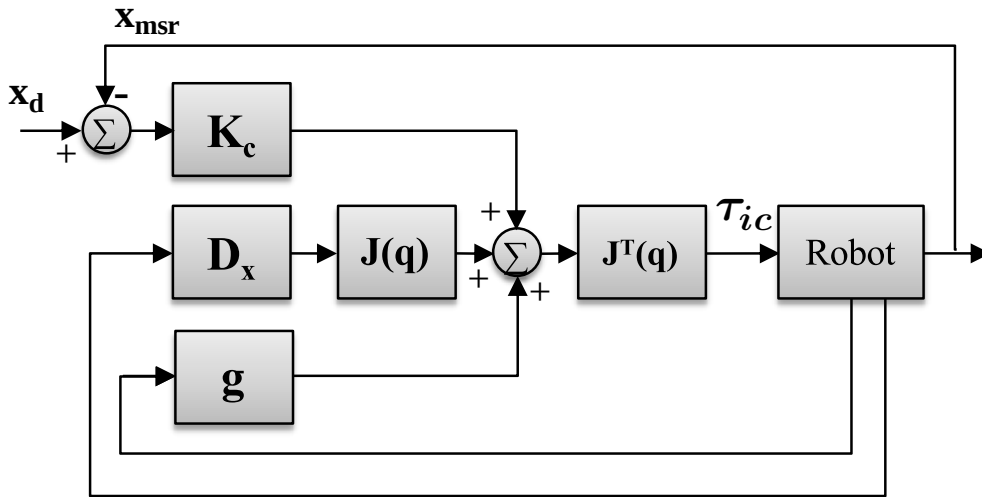 x_msr
x_d
-
∑
+
K_c
+
D_x
J(q)
∑
+
+
J^T(q)
τ_ic
Robot
g